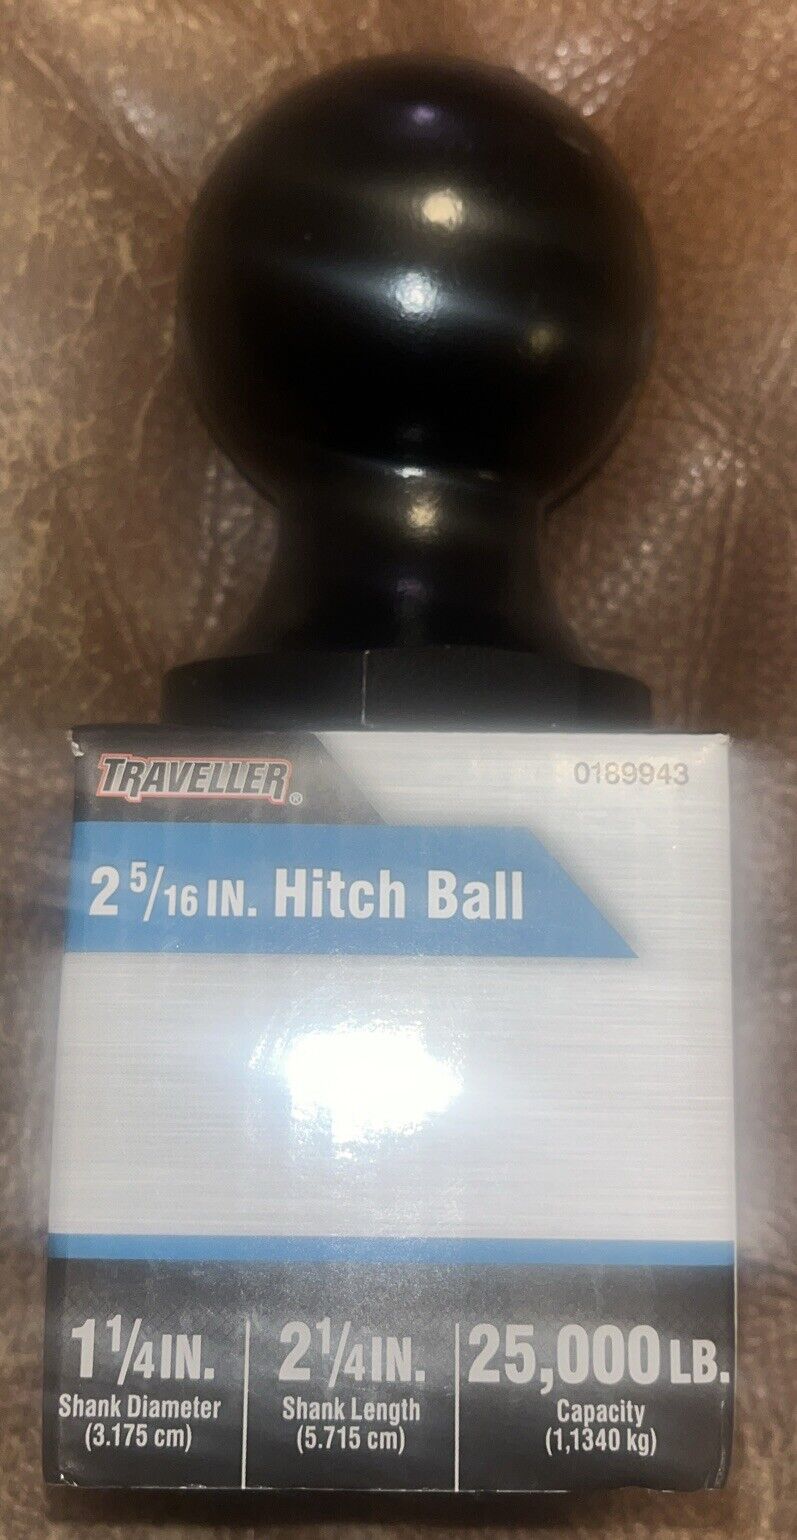 TRAVELLER® 0189943
2 5/16 IN. Hitch Ball
1 1/4 IN. 2 1/4 IN. 25,000 LB.
Shank Diameter Shank Length Capacity
(3.175 cm) (5.715 cm) (1,1340 kg)